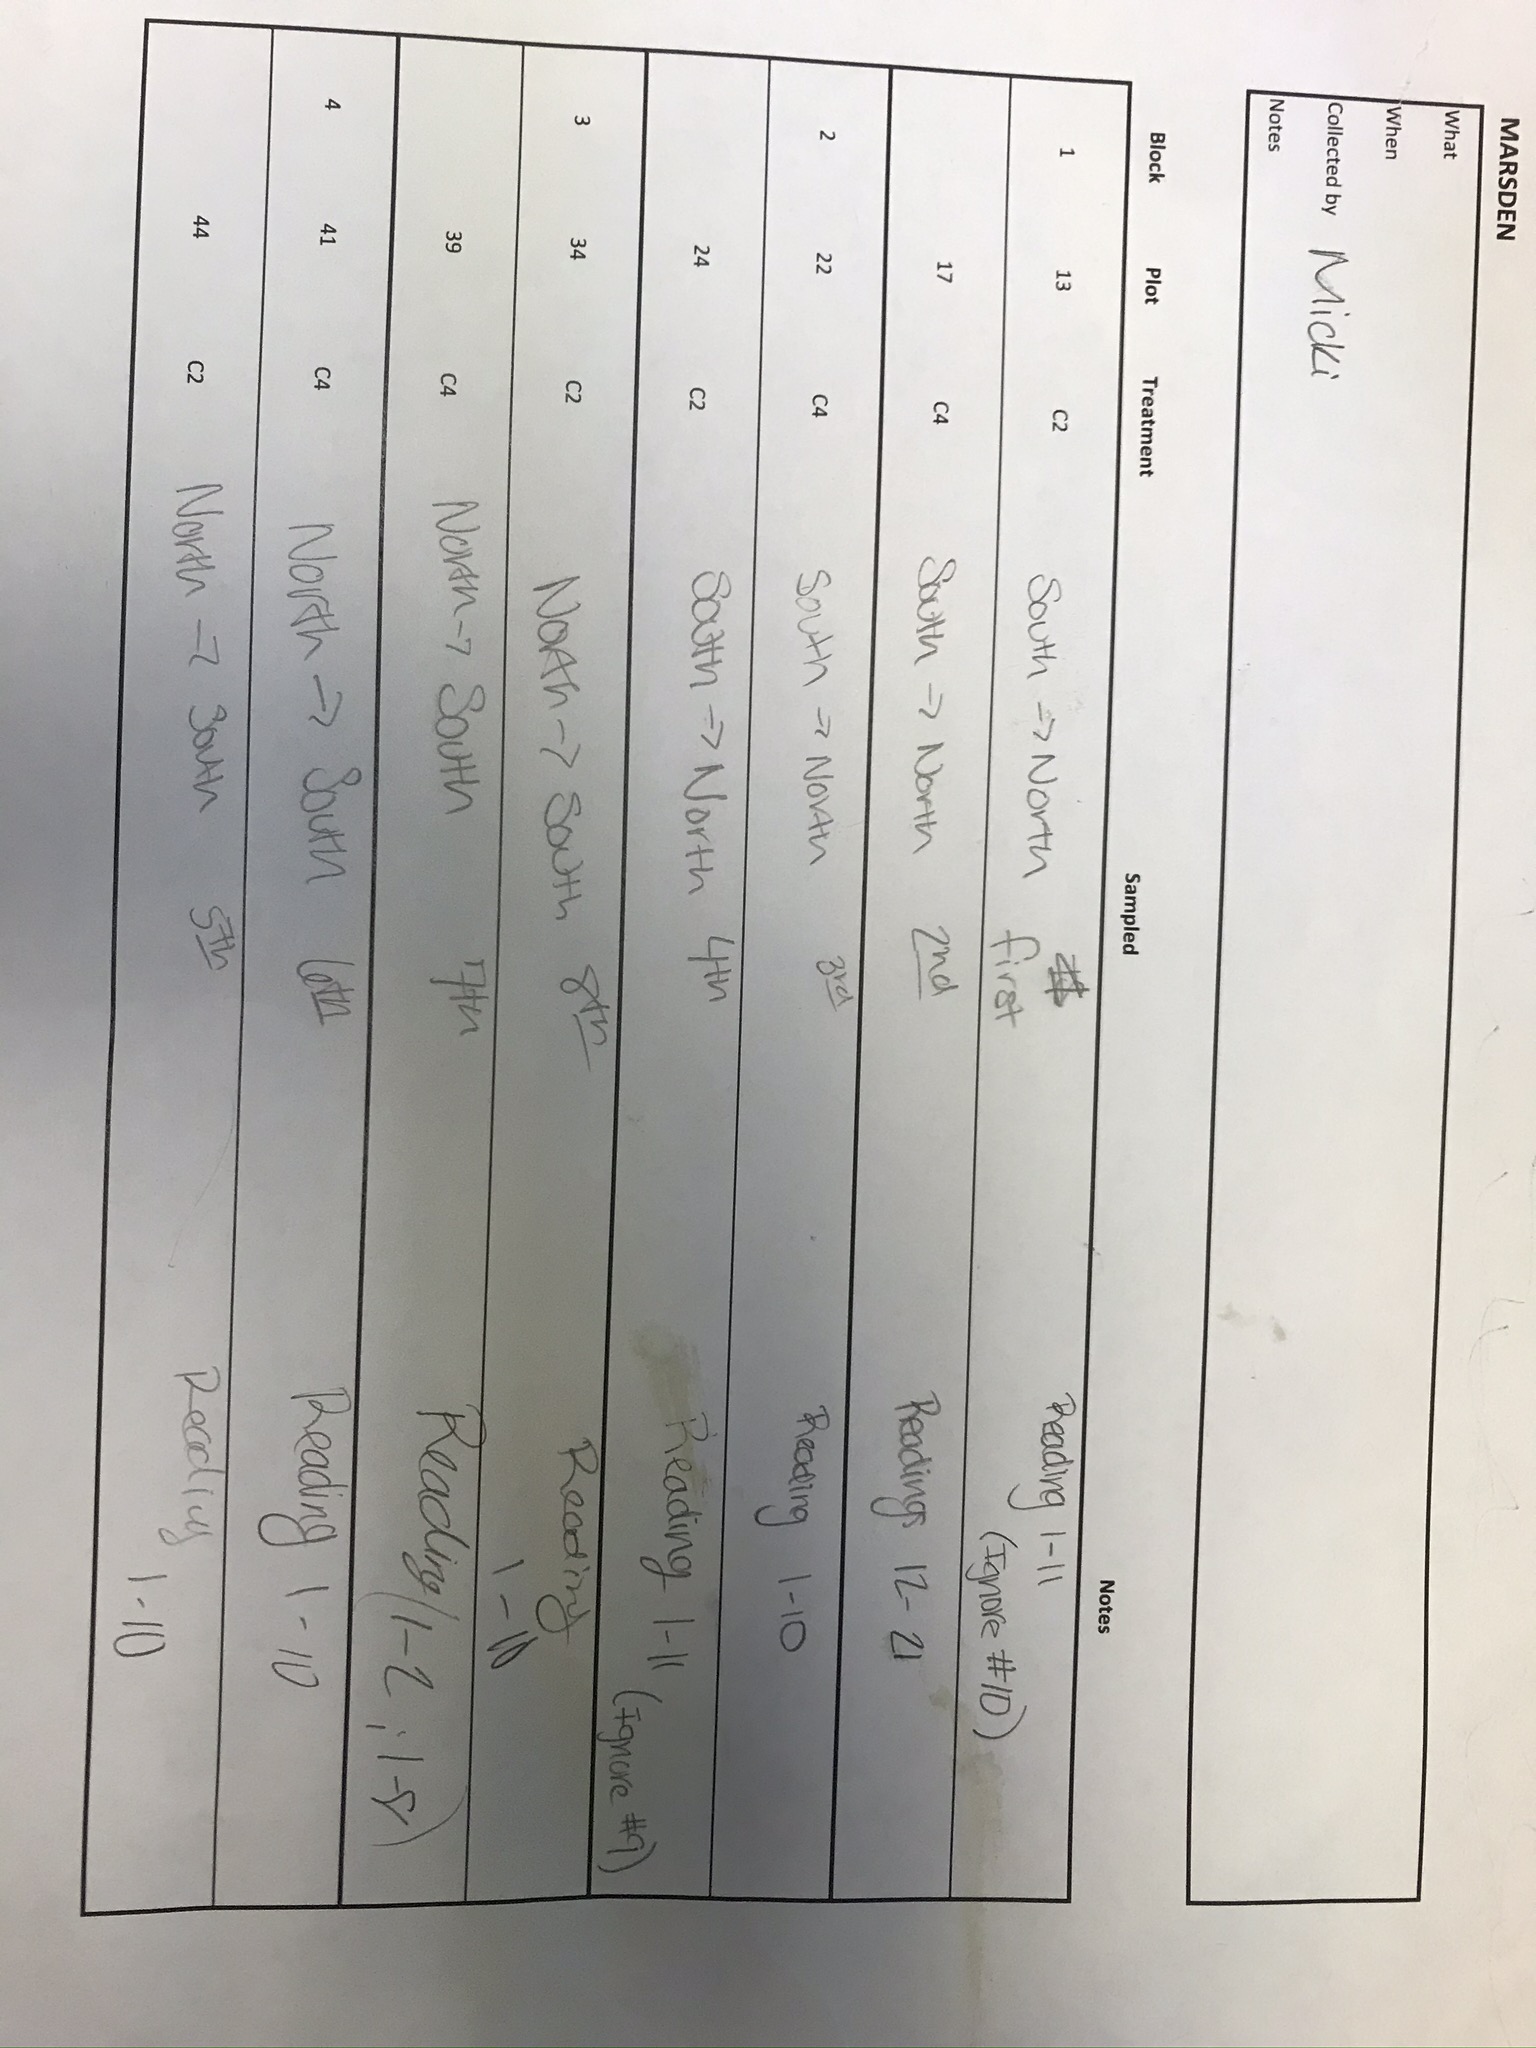 MARSDEN
What
When
Collected by Micki
Notes
Block Plot Treatment Sampled Notes
1 13 C2 South -> North first Reading 1-11 (Ignore #10)
17 C4 South -> North 2nd Readings 12-21
2 22 C4 South -> North 3rd Reading 1-10
24 C2 South -> North 4th Reading 1-11 (Ignore #9)
3 34 C2 North -> South 8th Reading 1-10
39 C4 North -> South 7th Reading (1-2; 1-8)
4 41 C4 North -> South 6th Reading 1-10
44 C2 North -> South 5th Reading 1-10